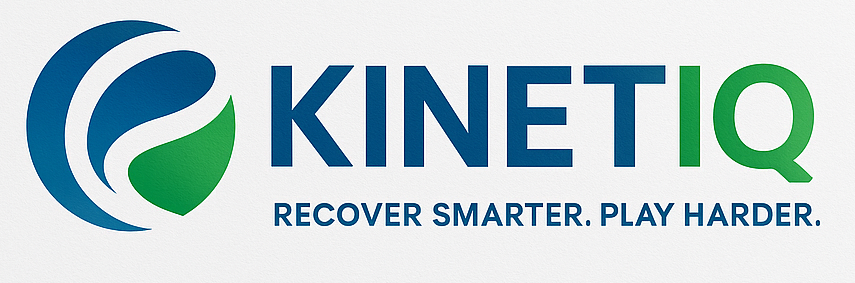 KINETIQ
RECOVER SMARTER. PLAY HARDER.